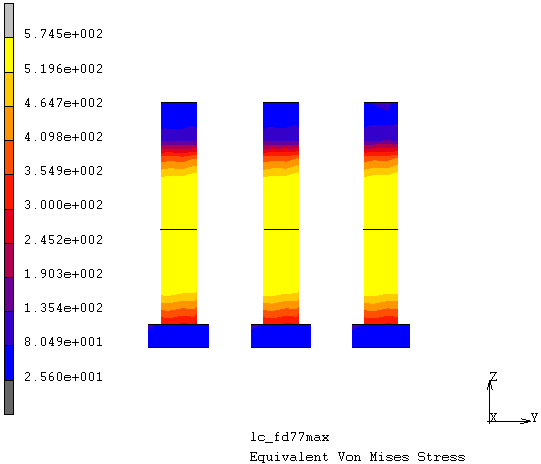 5.745e+002
5.196e+002
4.647e+002
4.098e+002
3.549e+002
3.000e+002
2.452e+002
1.903e+002
1.354e+002
8.049e+001
2.560e+001
Z
X Y
lc_fd77max
Equivalent Von Mises Stress